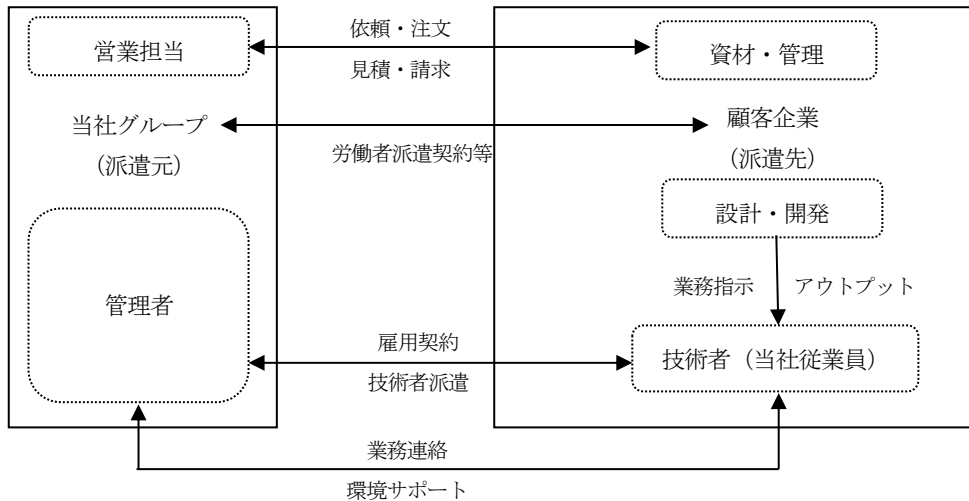 営業担当
依頼・注文
見積・請求
資材・管理
当社グループ
（派遣元）
労働者派遣契約等
顧客企業
（派遣先）
設計・開発
業務指示
アウトプット
管理者
雇用契約
技術者派遣
技術者（当社従業員）
業務連絡
環境サポート